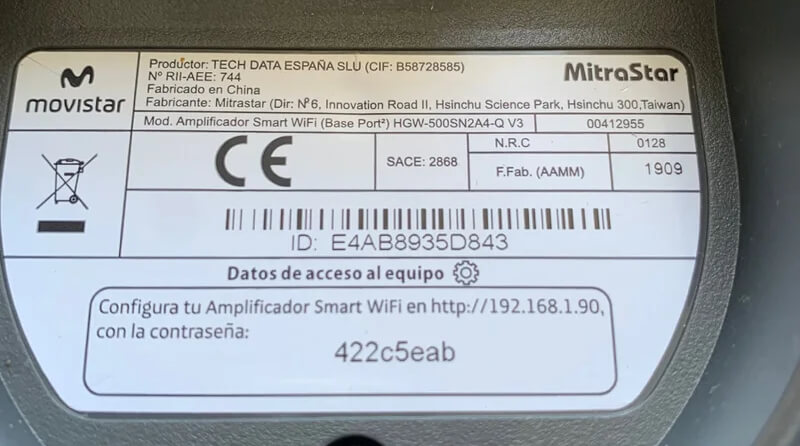 movistar
Productor: TECH DATA ESPAÑA SLU (CIF: B58728585)
Nº RII-AEE: 744
Fabricado en China
Fabricante: Mitrastar (Dir: Nº6, Innovation Road II, Hsinchu Science Park, Hsinchu 300,Taiwan)
MitraStar
Mod. Amplificador Smart WiFi (Base Port²) HGW-500SN2A4-Q V3
00412955
CE
SACE: 2868
N.R.C
0128
F.Fab. (AAMM)
1909
ID: E4AB8935D843
Datos de acceso al equipo
Configura tu Amplificador Smart WiFi en http://192.168.1.90,
con la contraseña:
422c5eab